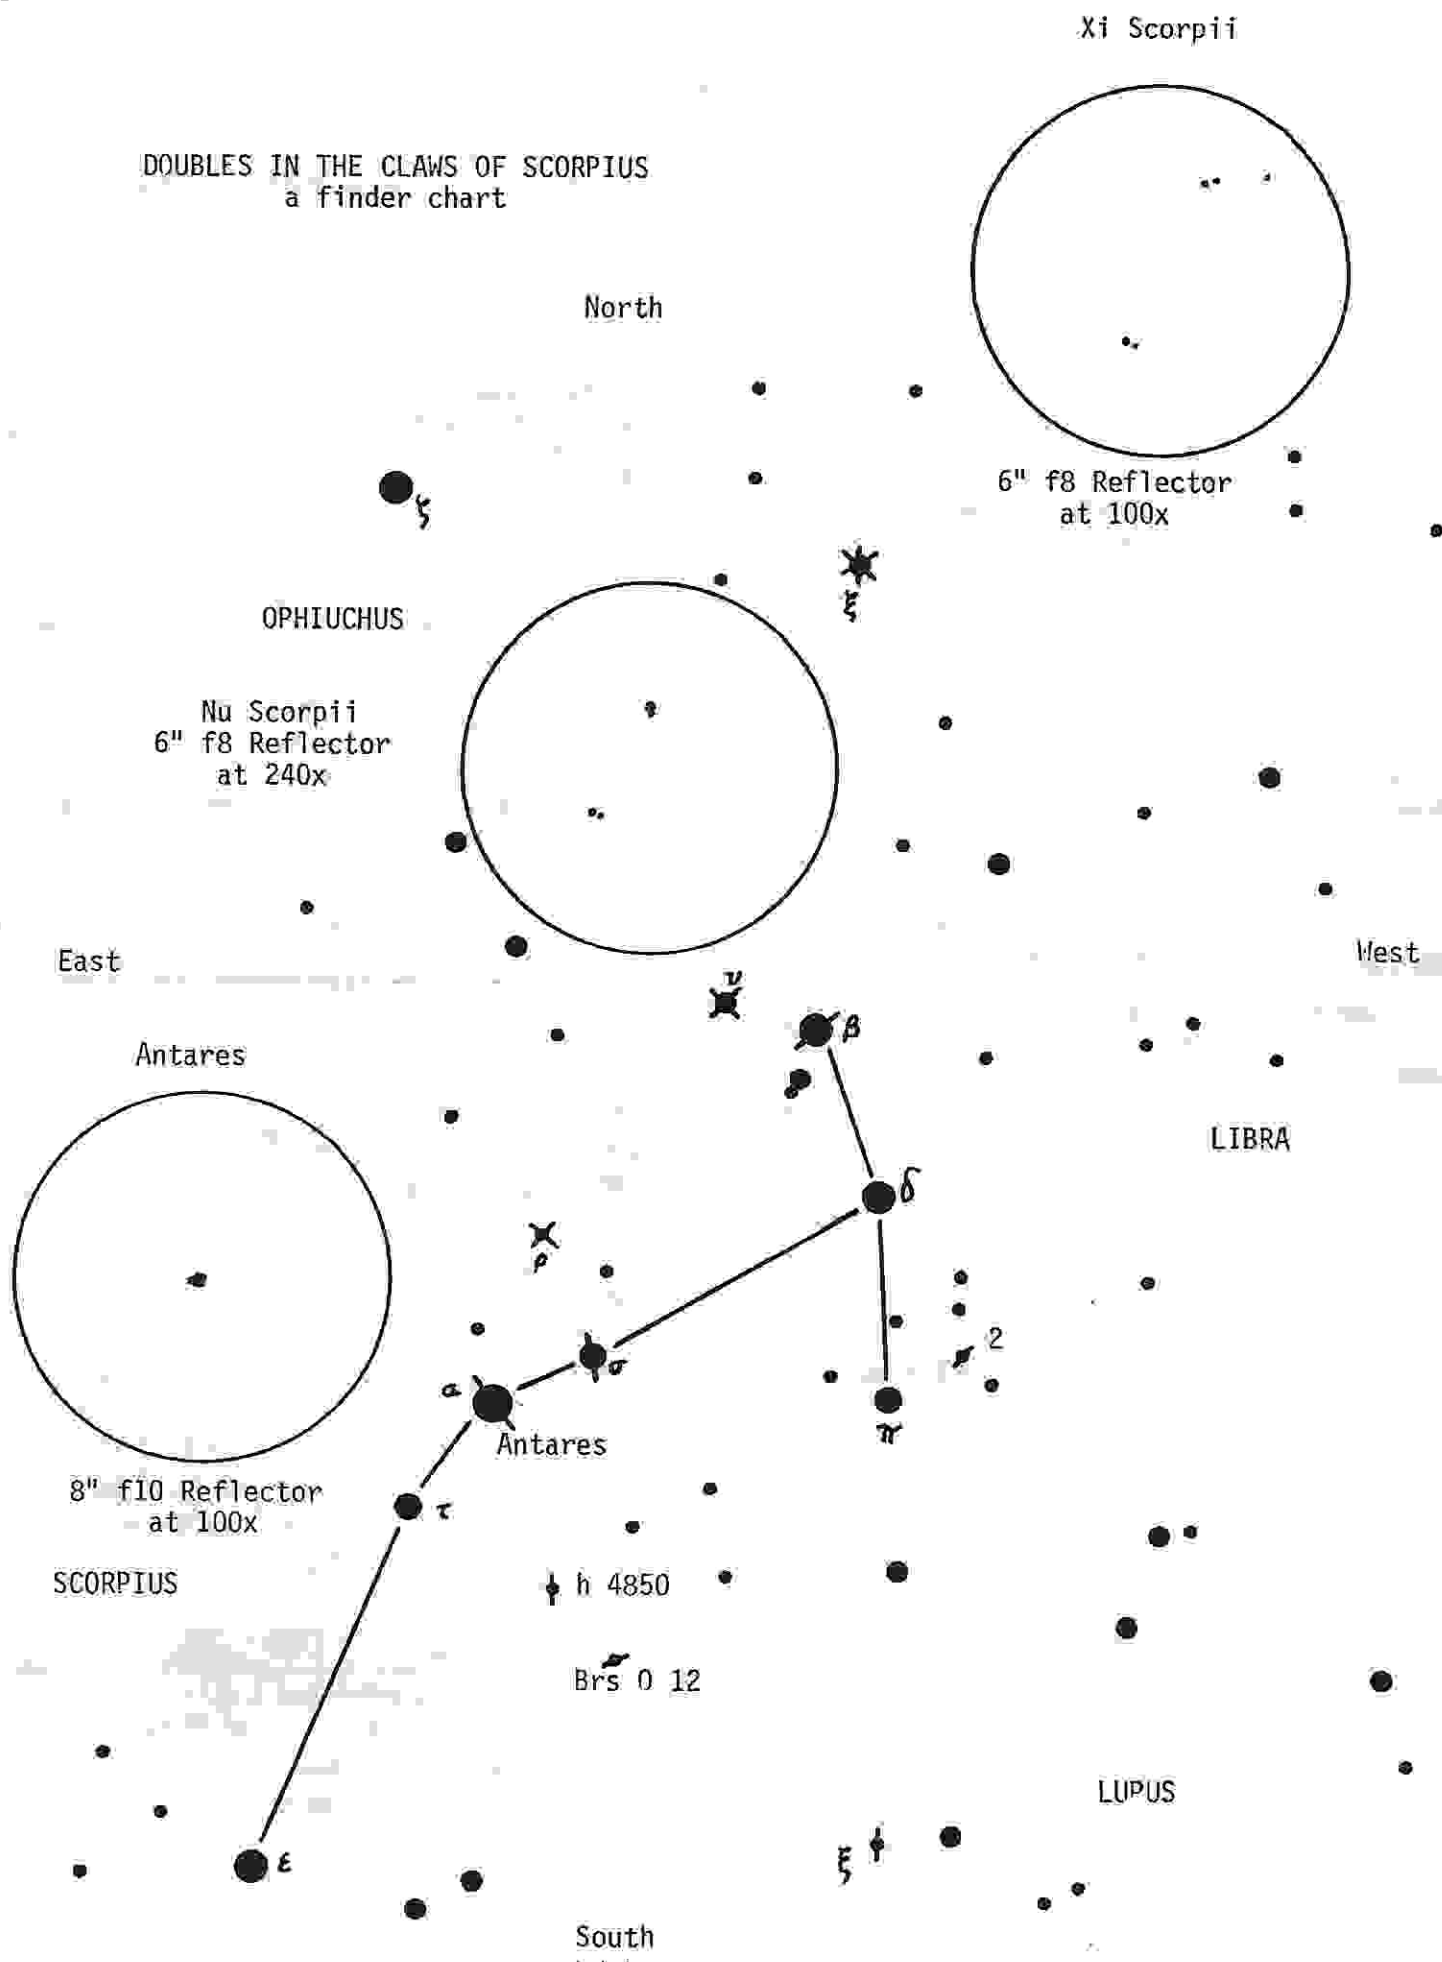 Xi Scorpii
DOUBLES IN THE CLAWS OF SCORPIUS
a finder chart
North
6" f8 Reflector
at 100x
ζ
ξ
OPHIUCHUS
Nu Scorpii
6" f8 Reflector
at 240x
East
West
ν
β
Antares
LIBRA
δ
ρ
2
σ
α
Antares
π
8" f10 Reflector
at 100x
τ
SCORPIUS
h 4850
Brs O 12
LUPUS
ξ
ε
South